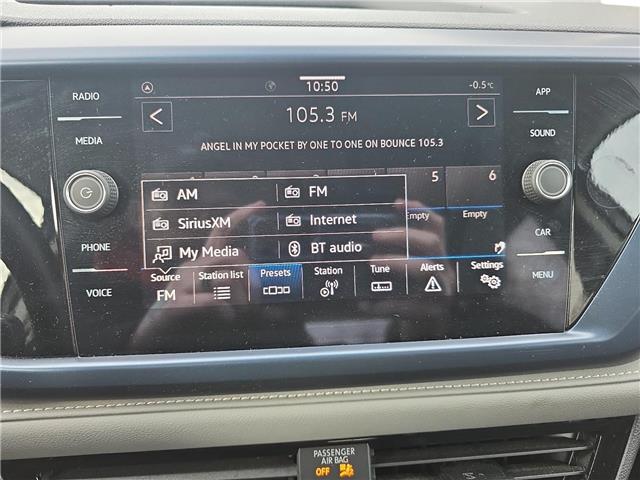 RADIO
MEDIA
PHONE
VOICE
10:50
-0.5°C
< 105.3 FM >
ANGEL IN MY POCKET BY ONE TO ONE ON BOUNCE 105.3
5 6
Empty Empty
AM FM
SiriusXM Internet
My Media BT audio
Source Station list Presets Station Tune Alerts Settings
FM
APP
SOUND
CAR
MENU
PASSENGER
AIR BAG
OFF